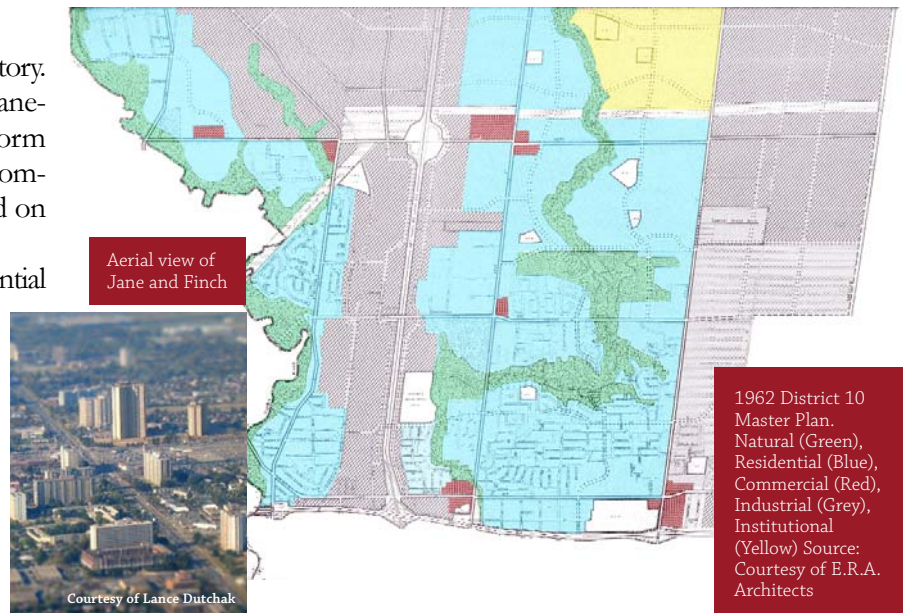 tory.
ane-
orm
om-
d on
ntial
Aerial view of
Jane and Finch
Courtesy of Lance Dutchak
1962 District 10
Master Plan.
Natural (Green),
Residential (Blue),
Commercial (Red),
Industrial (Grey),
Institutional
(Yellow) Source:
Courtesy of E.R.A.
Architects